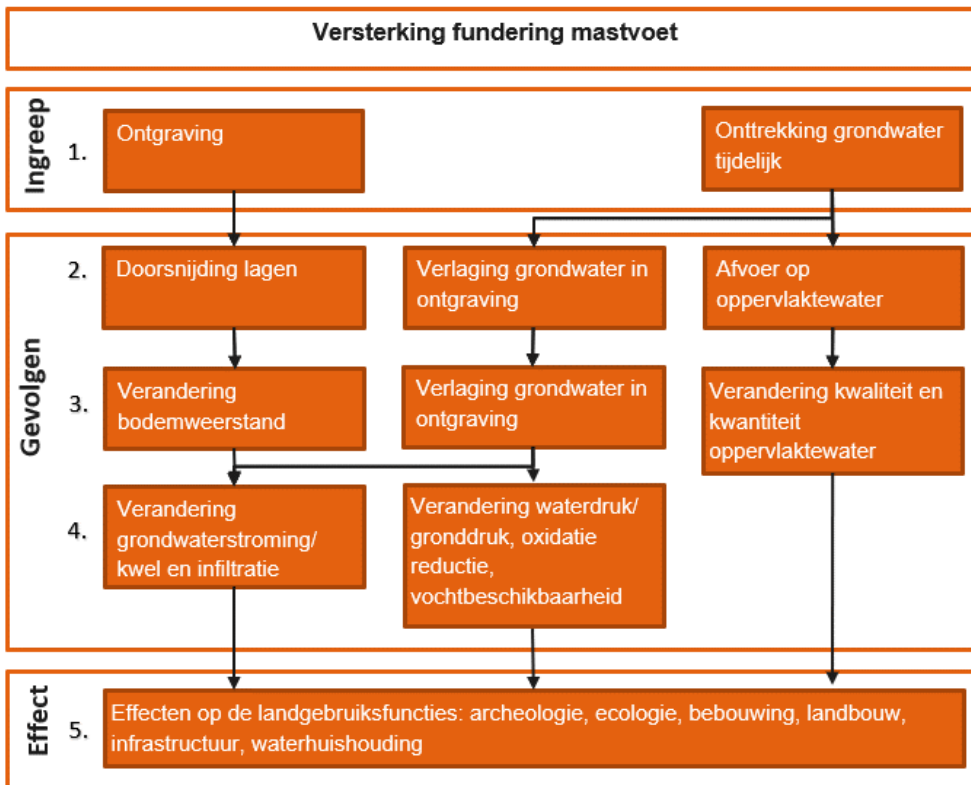 Versterking fundering mastvoet
Ingreep
1.
Ontgraving
Onttrekking grondwater
tijdelijk
Gevolgen
2.
Doorsnijding lagen
Verlaging grondwater in
ontgraving
Afvoer op
oppervlaktewater
3.
Verandering
bodemweerstand
Verlaging grondwater in
ontgraving
Verandering kwaliteit en
kwantiteit
oppervlaktewater
4.
Verandering
grondwaterstroming/
kwel en infiltratie
Verandering waterdruk/
gronddruk, oxidatie
reductie,
vochtbeschikbaarheid
Effect
5.
Effecten op de landgebruiksfuncties: archeologie, ecologie, bebouwing, landbouw,
infrastructuur, waterhuishouding